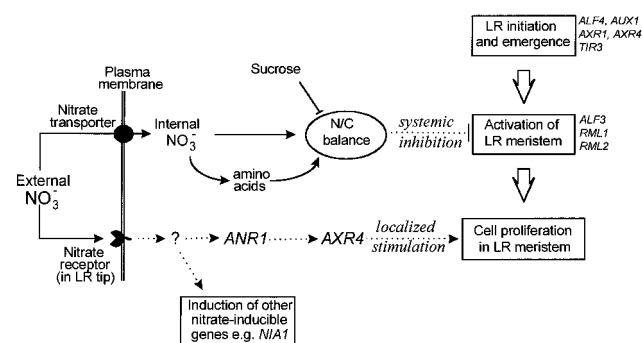 LR initiation
and emergence
ALF4, AUX1
AXR1, AXR4
TIR3
Plasma
membrane
Sucrose
Nitrate
transporter
Internal
NO3-
N/C
balance
systemic
inhibition
Activation of
LR meristem
ALF3
RML1
RML2
amino
acids
External
NO3-
Nitrate
receptor
(in LR tip)
?
ANR1
AXR4
localized
stimulation
Cell proliferation
in LR meristem
Induction of other
nitrate-inducible
genes e.g. NIA1